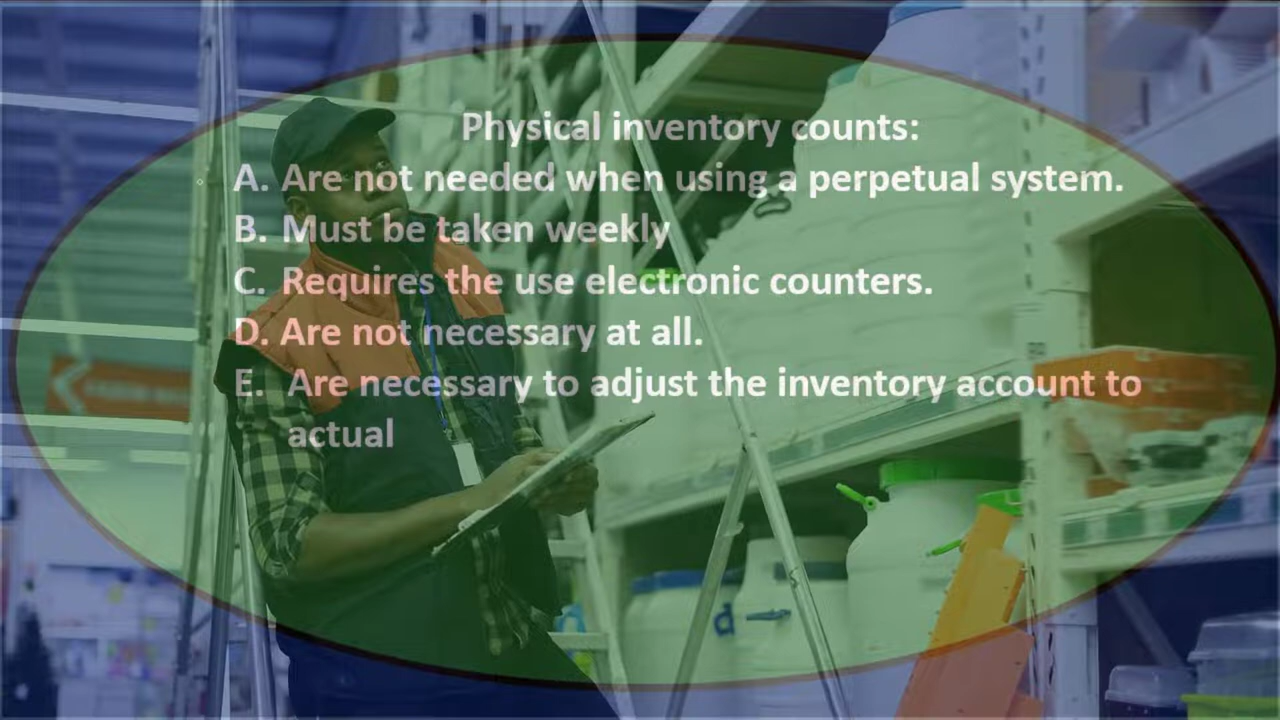 Physical inventory counts:
A. Are not needed when using a perpetual system.
B. Must be taken weekly
C. Requires the use electronic counters.
D. Are not necessary at all.
E. Are necessary to adjust the inventory account to
actual